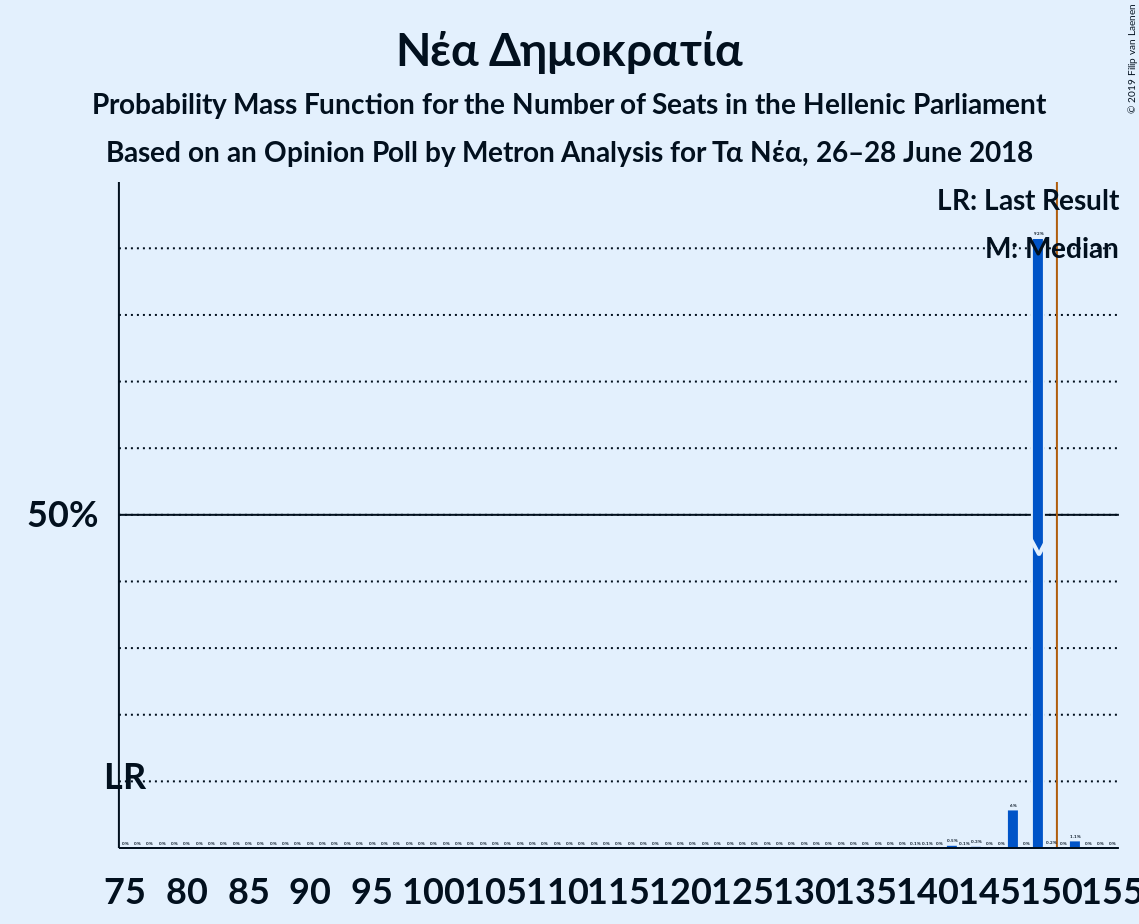 Νέα Δημοκρατία
Probability Mass Function for the Number of Seats in the Hellenic Parliament
Based on an Opinion Poll by Metron Analysis for Τα Νέα, 26–28 June 2018
© 2019 Filip van Laenen
LR: Last Result
M: Median
50%
M
LR
75 80 85 90 95 100 105 110 115 120 125 130 135 140 145 150 155